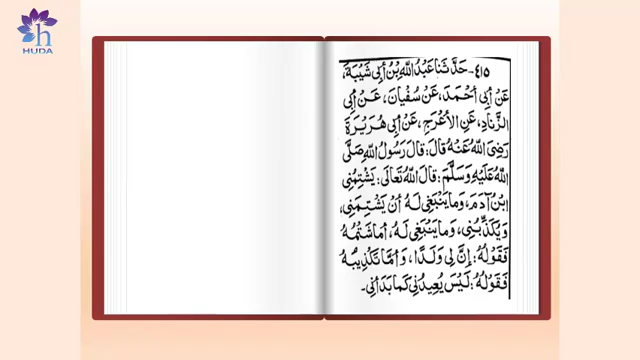 h
HUDA
٤١٥- حَدَّثَنَا عَبْدُ اللهِ بْنُ أَبِي شَيْبَةَ،
عَنْ أَبِي أَحْمَدَ، عَنْ سُفْيَانَ، عَنْ أَبِي
الزِّنَادِ، عَنِ الأَعْرَجِ، عَنْ أَبِي هُرَيْرَةَ
رَضِيَ اللهُ عَنْهُ قَالَ: قَالَ رَسُولُ اللهِ صَلَّى
اللهُ عَلَيْهِ وَسَلَّمَ: قَالَ اللهُ تَعَالَى: يَشْتِمُنِي
ابْنُ آدَمَ، وَمَا يَنْبَغِي لَهُ أَنْ يَشْتِمَنِي،
وَيُكَذِّبُنِي، وَمَا يَنْبَغِي لَهُ، أَمَا شَتْمُهُ
فَقَوْلُهُ: إِنَّ لِي وَلَدًا، وَأَمَّا تَكْذِيبُهُ
فَقَوْلُهُ: لَيْسَ يُعِيدُنِي كَمَا بَدَأَنِي-